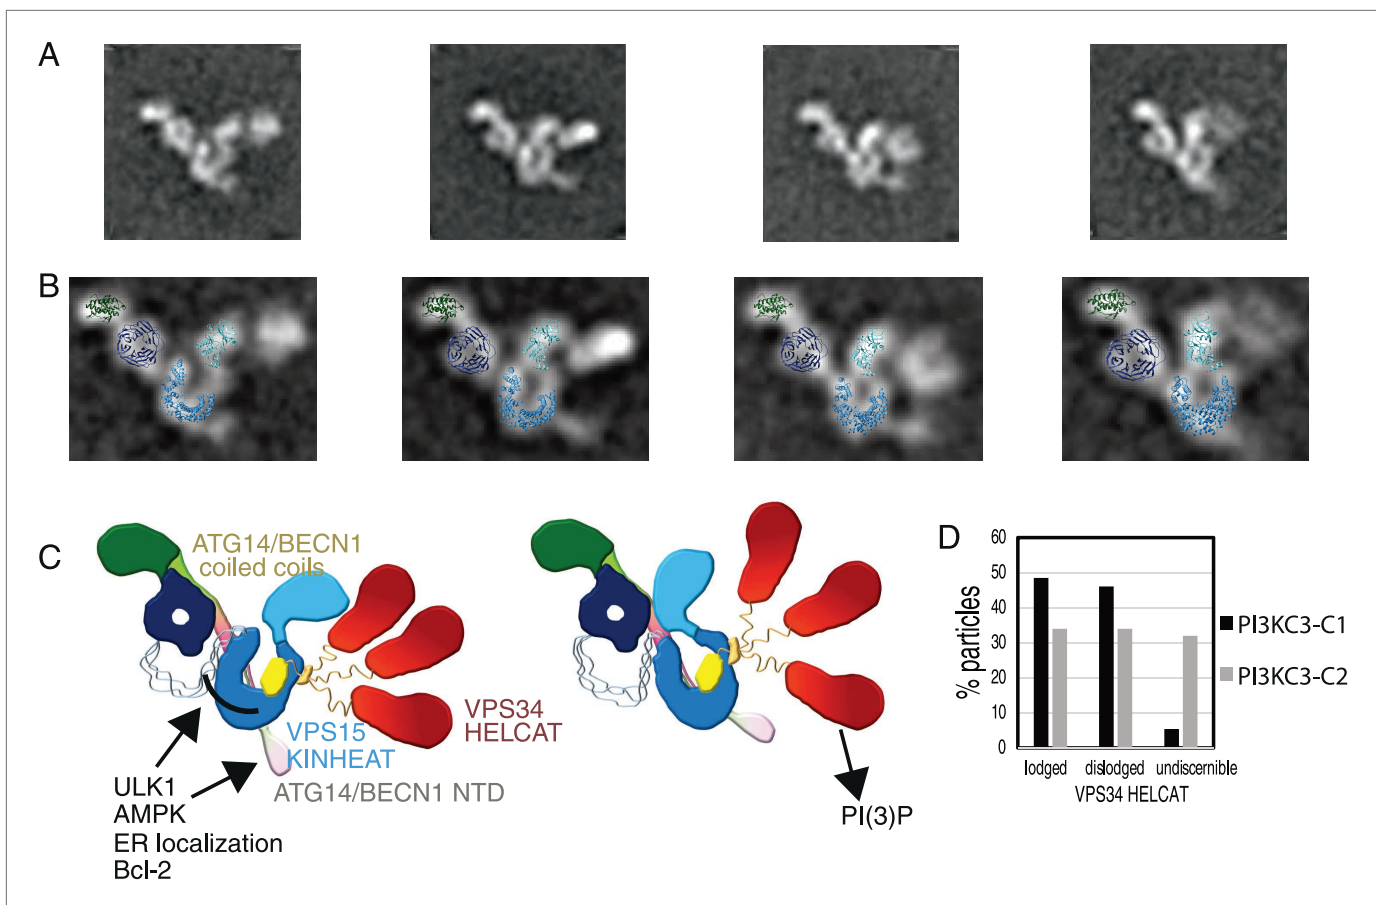 A
B
C
ATG14/BECN1
coiled coils
VPS34
HELCAT
VPS15
KINHEAT
ATG14/BECN1 NTD
ULK1
AMPK
ER localization
Bcl-2
PI(3)P
D
% particles
60
50
40
30
20
10
0
lodged dislodged undiscernible
VPS34 HELCAT
PI3KC3-C1
PI3KC3-C2